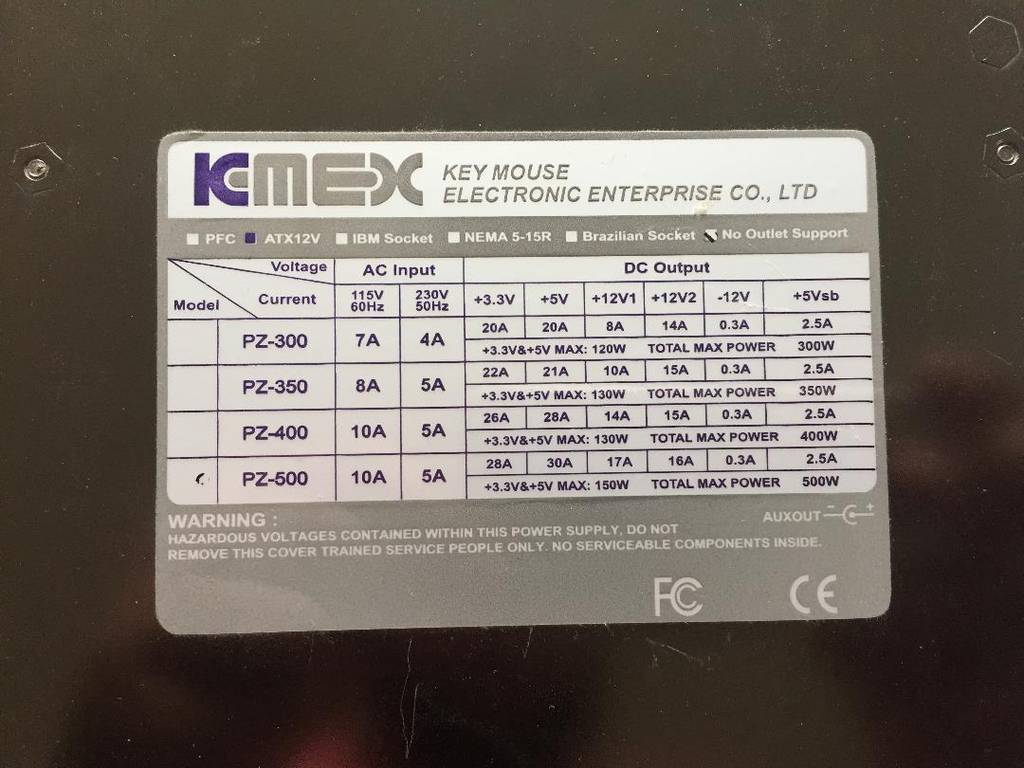 KMEX KEY MOUSE
ELECTRONIC ENTERPRISE CO., LTD
PFC ATX12V IBM Socket NEMA 5-15R Brazilian Socket No Outlet Support
Voltage AC Input DC Output
Model Current 115V 60Hz 230V 50Hz +3.3V +5V +12V1 +12V2 -12V +5Vsb
PZ-300 7A 4A 20A 20A 8A 14A 0.3A 2.5A
+3.3V&+5V MAX: 120W TOTAL MAX POWER 300W
PZ-350 8A 5A 22A 21A 10A 15A 0.3A 2.5A
+3.3V&+5V MAX: 130W TOTAL MAX POWER 350W
PZ-400 10A 5A 26A 28A 14A 15A 0.3A 2.5A
+3.3V&+5V MAX: 130W TOTAL MAX POWER 400W
PZ-500 10A 5A 28A 30A 17A 16A 0.3A 2.5A
+3.3V&+5V MAX: 150W TOTAL MAX POWER 500W
WARNING : AUXOUT - +
HAZARDOUS VOLTAGES CONTAINED WITHIN THIS POWER SUPPLY, DO NOT
REMOVE THIS COVER TRAINED SERVICE PEOPLE ONLY. NO SERVICEABLE COMPONENTS INSIDE.
FC CE